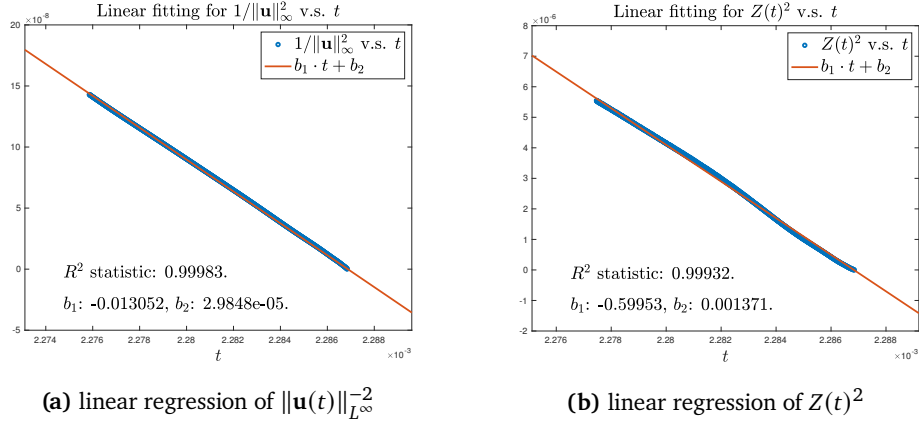 Linear fitting for 1/‖𝐮‖²∞ v.s. t
×10⁻⁸
20
15
10
5
0
-5
1/‖𝐮‖²∞ v.s. t
b₁ · t + b₂
R² statistic: 0.99983.
b₁: -0.013052, b₂: 2.9848e-05.
2.274 2.276 2.278 2.28 2.282 2.284 2.286 2.288
t
×10⁻³
(a) linear regression of ‖𝐮(t)‖_{L^∞}^{-2}
Linear fitting for Z(t)² v.s. t
×10⁻⁶
8
7
6
5
4
3
2
1
0
-1
-2
Z(t)² v.s. t
b₁ · t + b₂
R² statistic: 0.99932.
b₁: -0.59953, b₂: 0.001371.
2.276 2.278 2.28 2.282 2.284 2.286 2.288
t
×10⁻³
(b) linear regression of Z(t)²